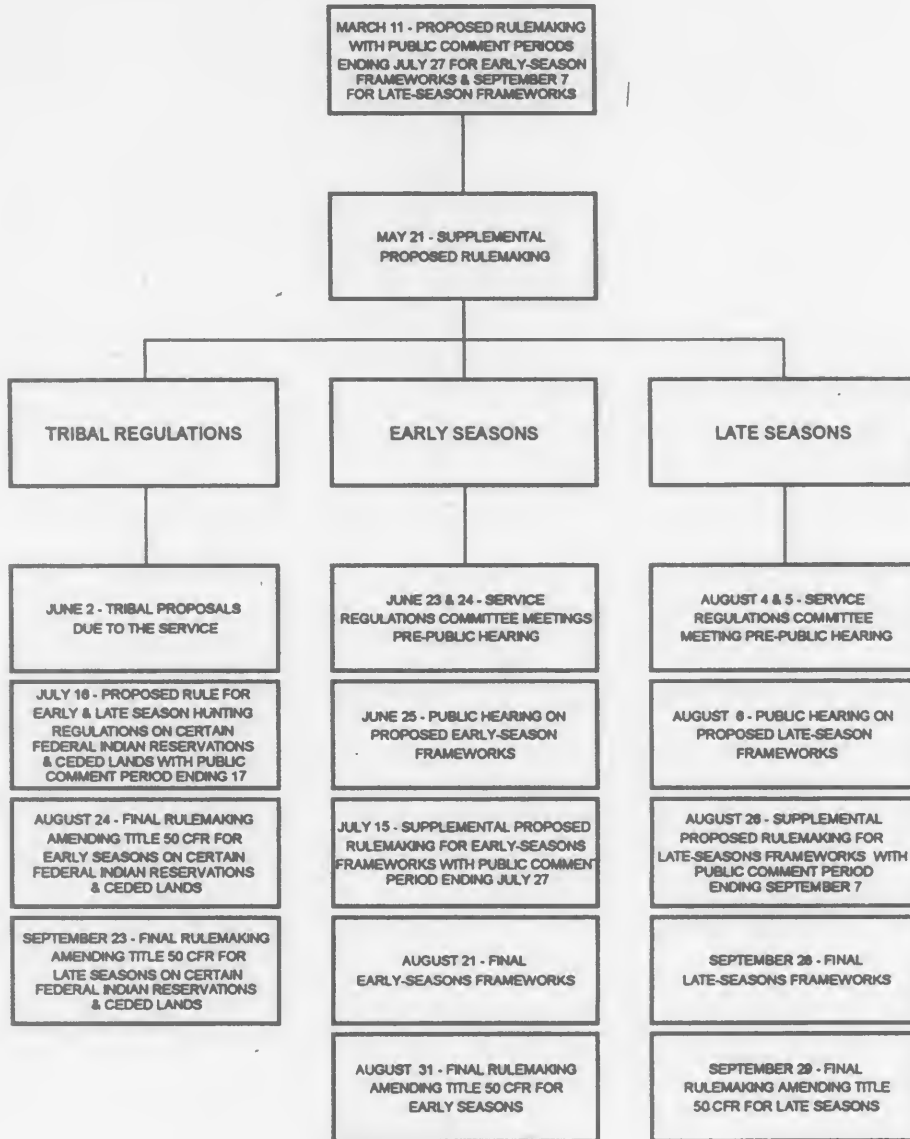 MARCH 11 - PROPOSED RULEMAKING
WITH PUBLIC COMMENT PERIODS
ENDING JULY 27 FOR EARLY-SEASON
FRAMEWORKS & SEPTEMBER 7
FOR LATE-SEASON FRAMEWORKS
MAY 21 - SUPPLEMENTAL
PROPOSED RULEMAKING
TRIBAL REGULATIONS
JUNE 2 - TRIBAL PROPOSALS
DUE TO THE SERVICE
JULY 16 - PROPOSED RULE FOR
EARLY & LATE SEASON HUNTING
REGULATIONS ON CERTAIN
FEDERAL INDIAN RESERVATIONS
& CEDED LANDS WITH PUBLIC
COMMENT PERIOD ENDING 17
AUGUST 24 - FINAL RULEMAKING
AMENDING TITLE 50 CFR FOR
EARLY SEASONS ON CERTAIN
FEDERAL INDIAN RESERVATIONS
& CEDED LANDS
SEPTEMBER 23 - FINAL RULEMAKING
AMENDING TITLE 50 CFR FOR
LATE SEASONS ON CERTAIN
FEDERAL INDIAN RESERVATIONS
& CEDED LANDS
EARLY SEASONS
JUNE 23 & 24 - SERVICE
REGULATIONS COMMITTEE MEETINGS
PRE-PUBLIC HEARING
JUNE 25 - PUBLIC HEARING ON
PROPOSED EARLY-SEASON
FRAMEWORKS
JULY 15 - SUPPLEMENTAL PROPOSED
RULEMAKING FOR EARLY-SEASONS
FRAMEWORKS WITH PUBLIC COMMENT
PERIOD ENDING JULY 27
AUGUST 21 - FINAL
EARLY-SEASONS FRAMEWORKS
AUGUST 31 - FINAL RULEMAKING
AMENDING TITLE 50 CFR FOR
EARLY SEASONS
LATE SEASONS
AUGUST 4 & 5 - SERVICE
REGULATIONS COMMITTEE
MEETING PRE-PUBLIC HEARING
AUGUST 6 - PUBLIC HEARING ON
PROPOSED LATE-SEASON
FRAMEWORKS
AUGUST 26 - SUPPLEMENTAL
PROPOSED RULEMAKING FOR
LATE-SEASONS FRAMEWORKS WITH
PUBLIC COMMENT PERIOD
ENDING SEPTEMBER 7
SEPTEMBER 28 - FINAL
LATE-SEASONS FRAMEWORKS
SEPTEMBER 29 - FINAL
RULEMAKING AMENDING TITLE
50 CFR FOR LATE SEASONS